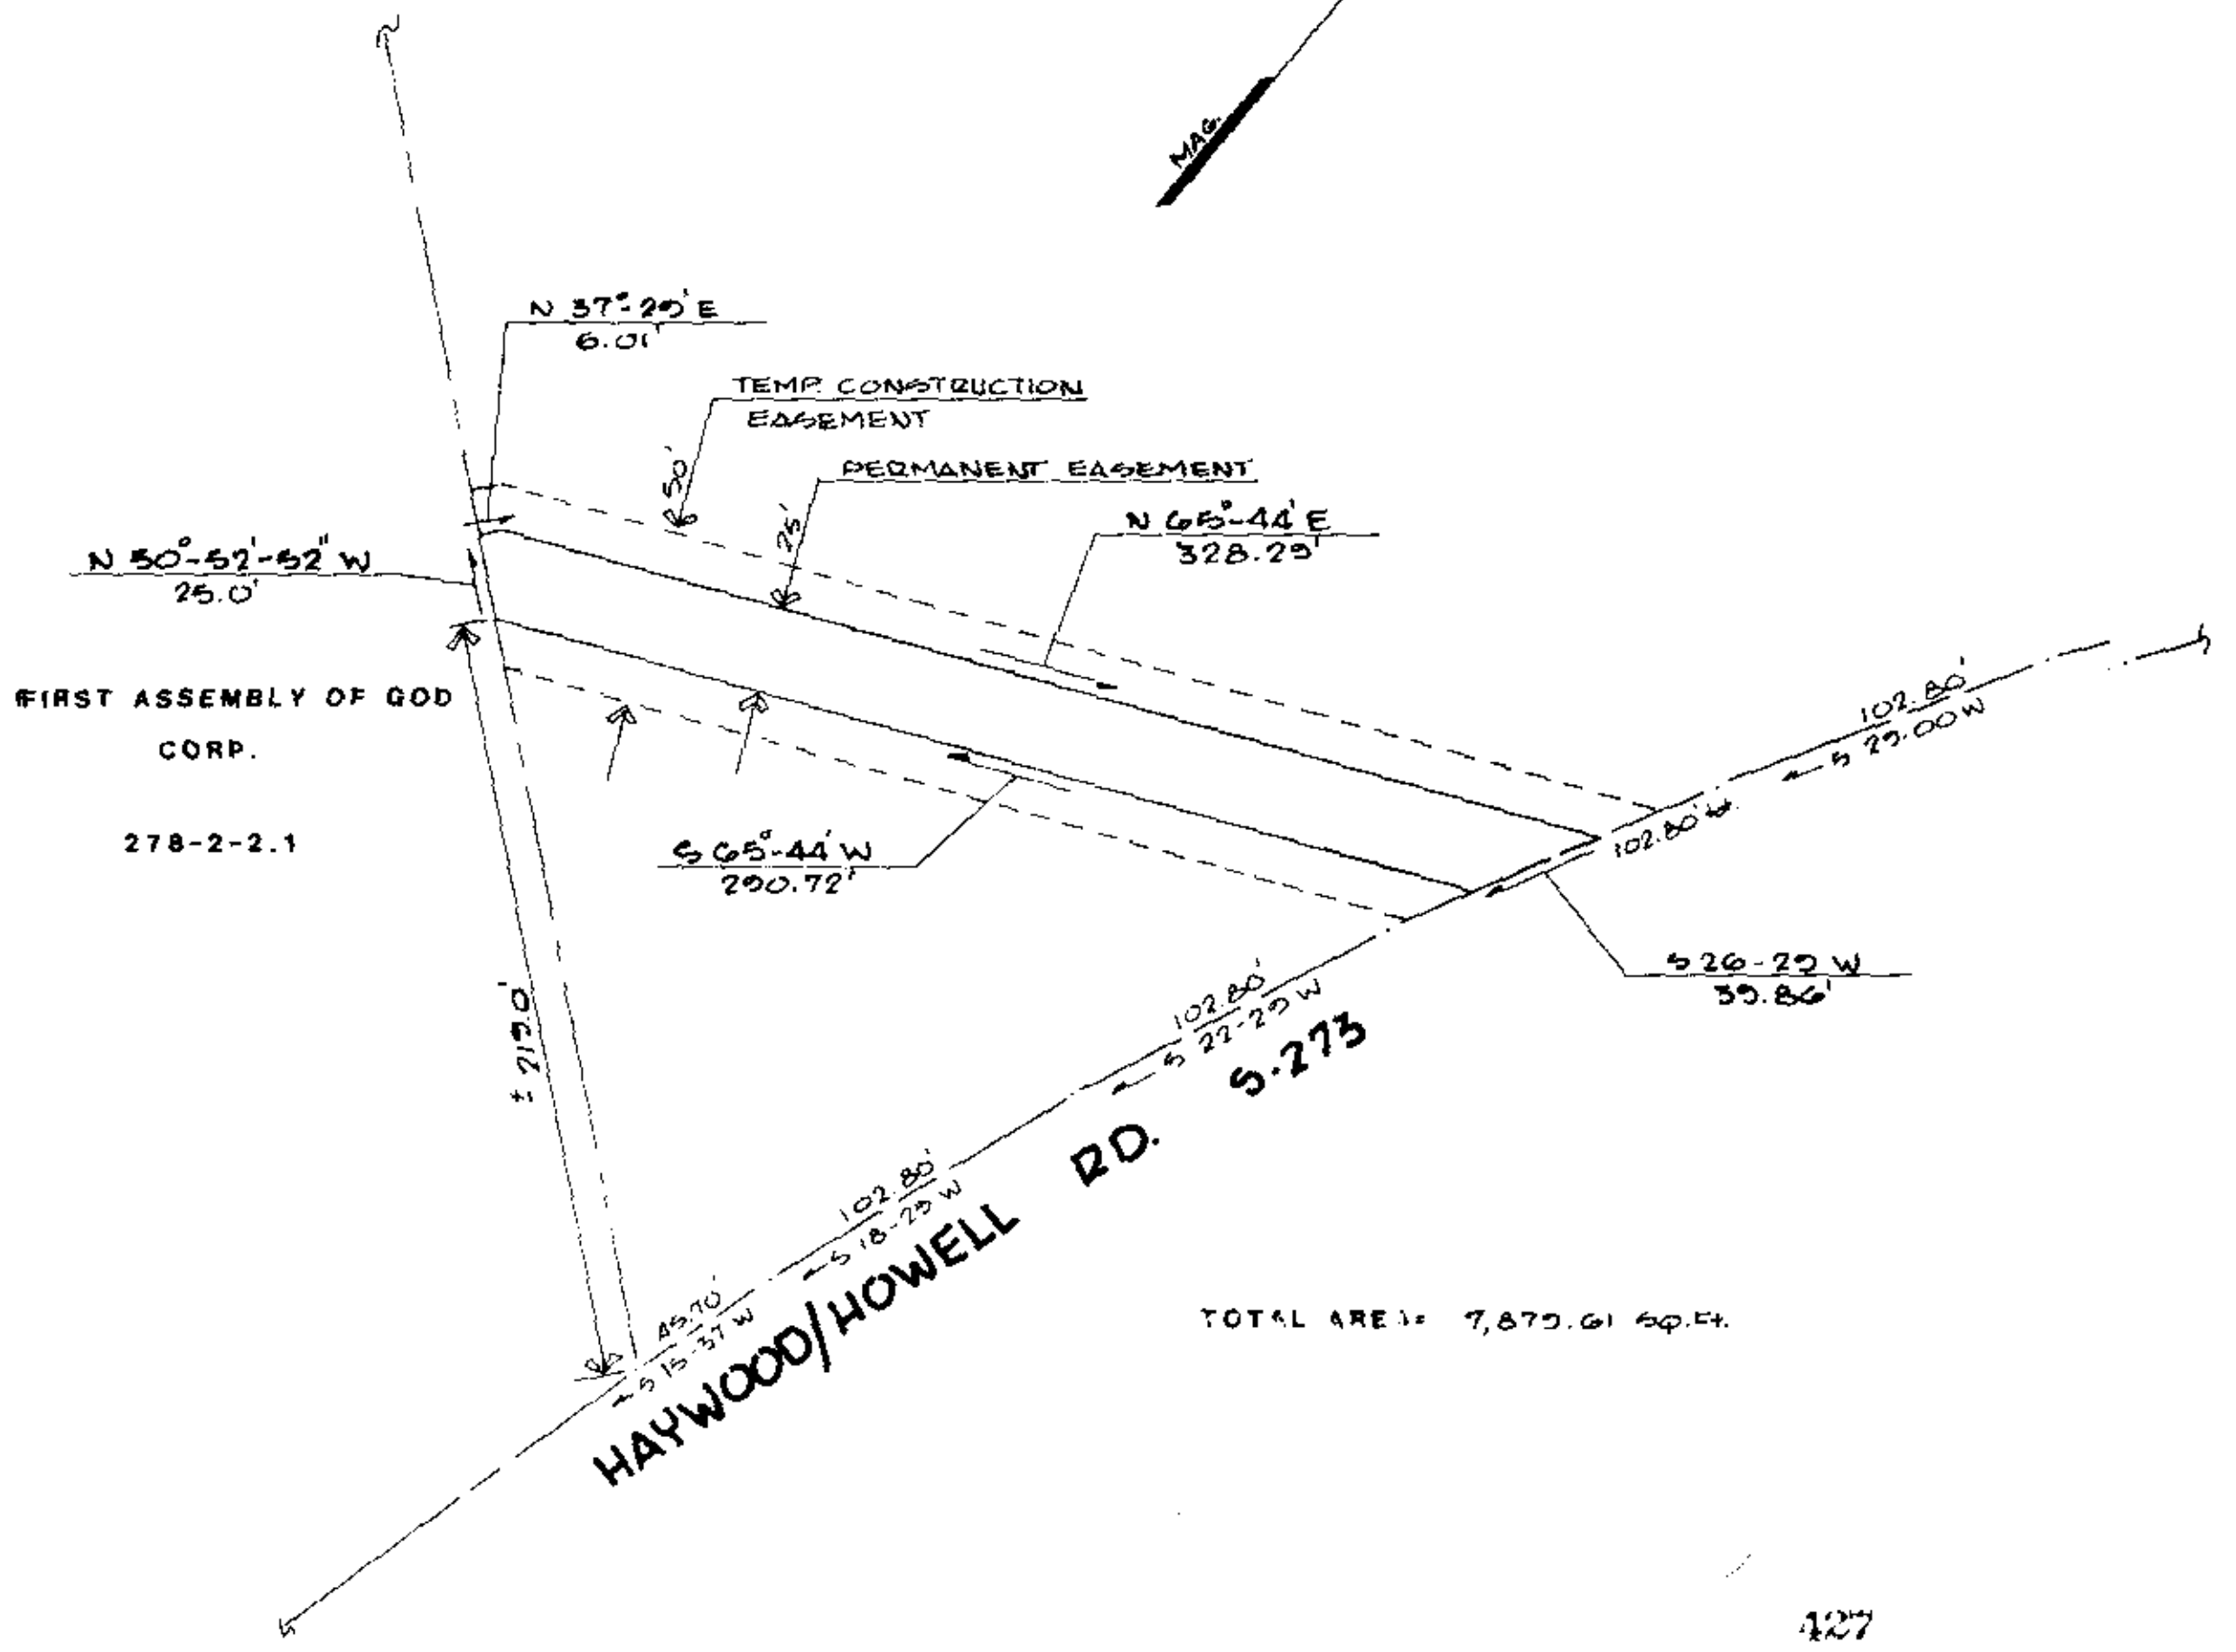 MAG.
N 37°-29' E
6.01'
TEMP. CONSTRUCTION
EASEMENT
50'
PERMANENT EASEMENT
25'
N 65°-44' E
328.29'
N 50°-52'-52" W
25.0'
FIRST ASSEMBLY OF GOD
CORP.
278-2-2.1
102.80'
S 29.00 W
102.80' tot.
S 65°-44' W
290.72'
S 26-29 W
39.86'
± 219.0'
102.80'
S 22-29 W
S-273
102.80'
S 18-29 W
45.70'
S 15-37 W
HAYWOOD/HOWELL RD.
TOTAL AREA= 7,879.61 SQ.Ft.
427